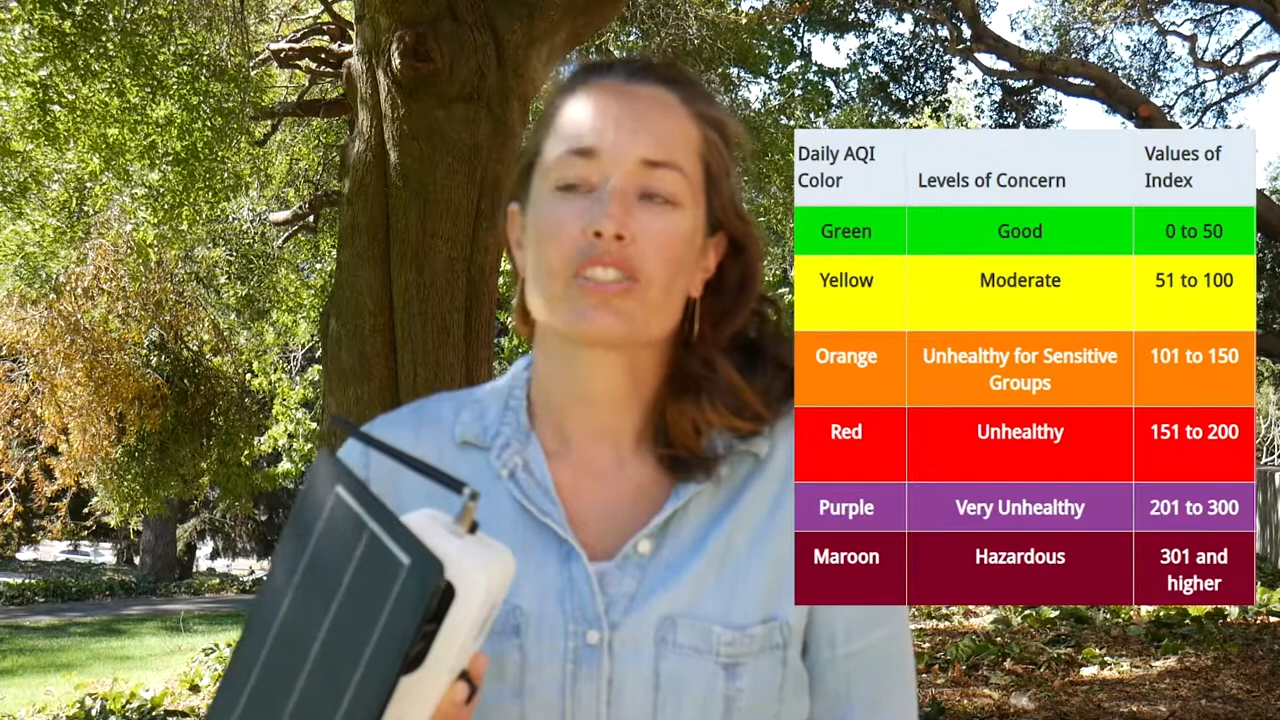 Daily AQI
Color
Levels of Concern
Values of
Index
Green Good 0 to 50
Yellow Moderate 51 to 100
Orange Unhealthy for Sensitive
Groups 101 to 150
Red Unhealthy 151 to 200
Purple Very Unhealthy 201 to 300
Maroon Hazardous 301 and
higher